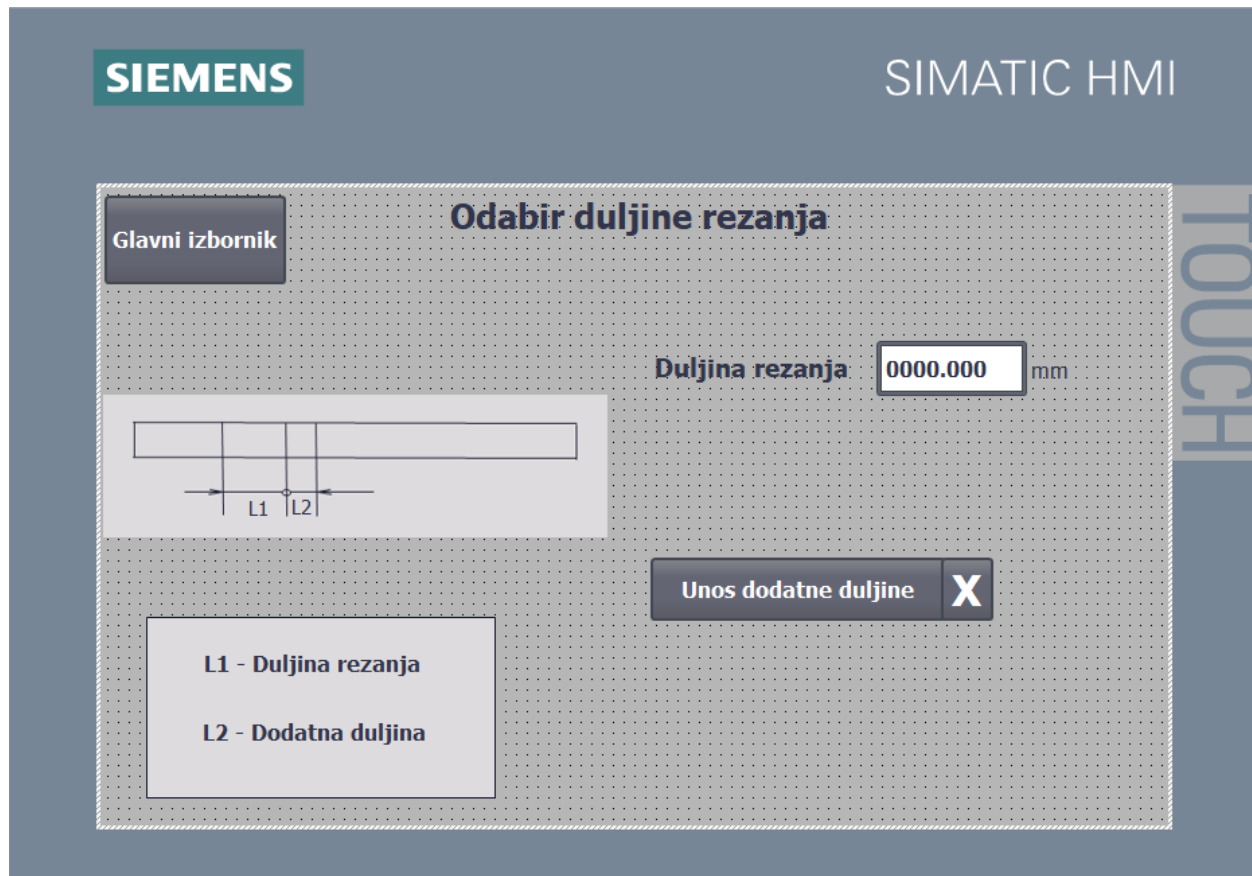 SIEMENS
SIMATIC HMI
TOUCH
Glavni izbornik
Odabir duljine rezanja
Duljina rezanja 0000.000 mm
L1 L2
Unos dodatne duljine X
L1 - Duljina rezanja
L2 - Dodatna duljina